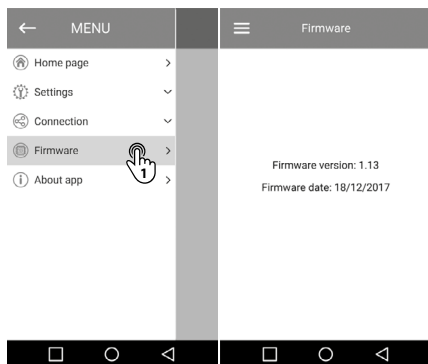 MENU
Home page
Settings
Connection
Firmware
1
About app
Firmware
Firmware version: 1.13
Firmware date: 18/12/2017